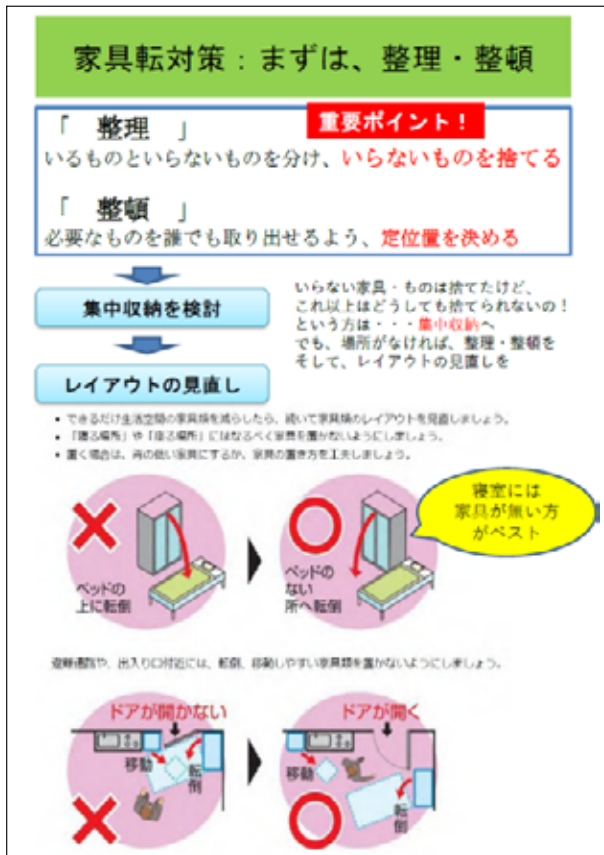 家具転対策：まずは、整理・整頓
「　整理　」
重要ポイント！
いるものといらないものを分け、いらないものを捨てる
「　整頓　」
必要なものを誰でも取り出せるよう、定位置を決める
集中収納を検討
いらない家具・ものは捨てたけど、
これ以上はどうしても捨てられないの！
という方は・・・集中収納へ
でも、場所がなければ、整理・整頓を
そして、レイアウトの見直しを
レイアウトの見直し
• できるだけ生活空間の家具類を減らしたら、続いて家具類のレイアウトを見直しましょう。
• 「寝る場所」や「座る場所」にはなるべく家具を置かないようにしましょう。
• 置く場合は、背の低い家具にするか、家具の置き方を工夫しましょう。
寝室には
家具が無い方
がベスト
ベッドの
上に転倒
ベッドの
ない
所へ転倒
避難通路や、出入り口付近には、転倒、移動しやすい家具類を置かないようにしましょう。
ドアが開かない
移動
転倒
ドアが開く
移動
転倒